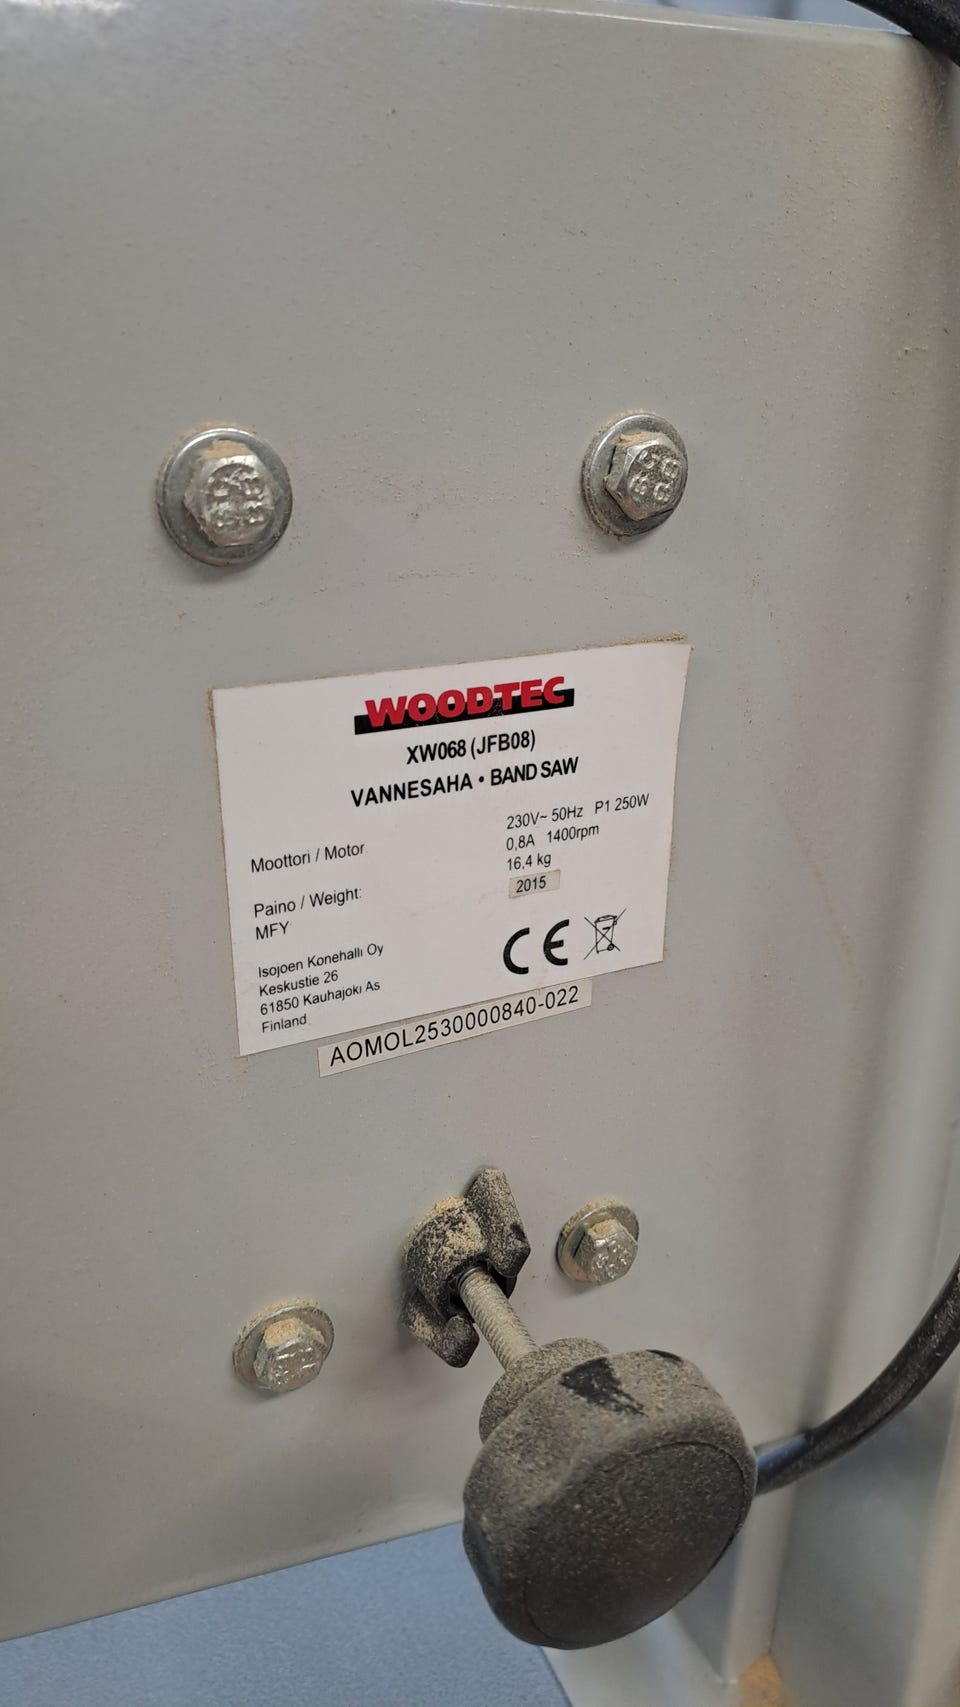 WOODTEC
XW068 (JFB08)
VANNESAHA • BAND SAW
Moottori / Motor
230V~ 50Hz P1 250W
0,8A 1400rpm
Paino / Weight:
16,4 kg
MFY
2015
Isojoen Konehalli Oy
Keskustie 26
61850 Kauhajoki As
Finland
CE
AOMOL2530000840-022